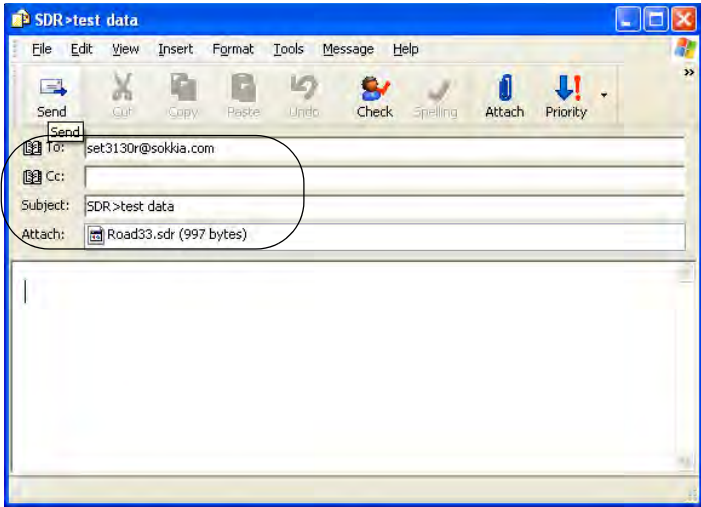 SDR>test data
File Edit View Insert Format Tools Message Help
Send Cut Copy Paste Undo Check Spelling Attach Priority »
Send
To: set3130r@sokkia.com
Cc:
Subject: SDR>test data
Attach: Road33.sdr (997 bytes)